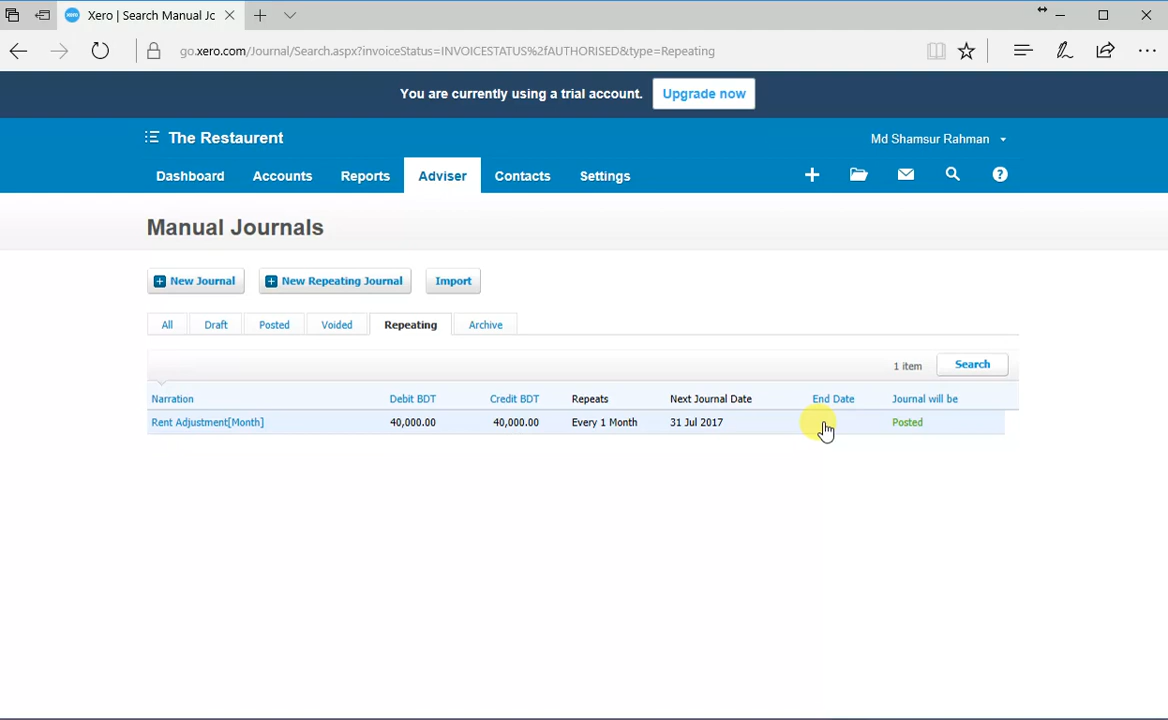 xero Xero | Search Manual Jc
go.xero.com/Journal/Search.aspx?invoiceStatus=INVOICESTATUS%2fAUTHORISED&type=Repeating
You are currently using a trial account. Upgrade now
The Restaurent Md Shamsur Rahman
Dashboard Accounts Reports Adviser Contacts Settings
Manual Journals
New Journal New Repeating Journal Import
All Draft Posted Voided Repeating Archive
1 item Search
Narration Debit BDT Credit BDT Repeats Next Journal Date End Date Journal will be
Rent Adjustment[Month] 40,000.00 40,000.00 Every 1 Month 31 Jul 2017 Posted